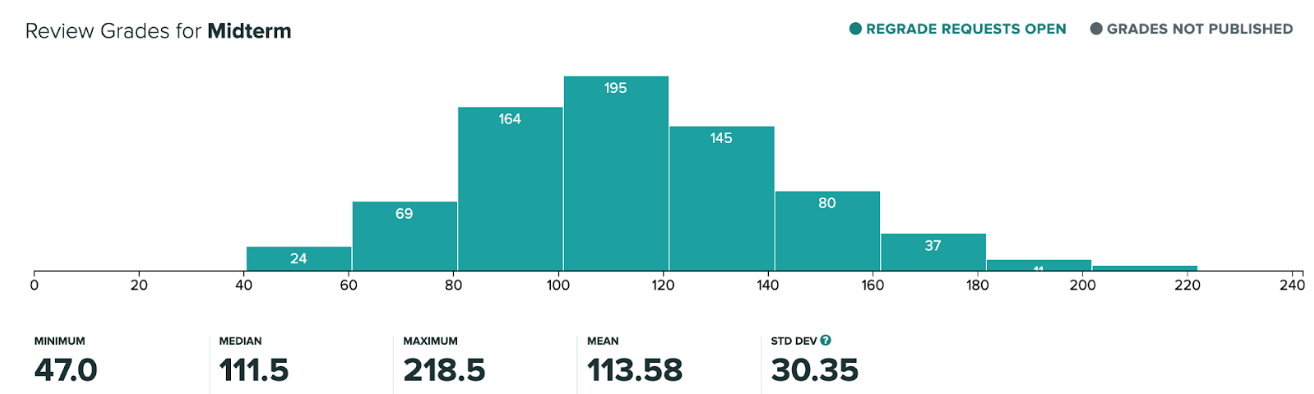 Review Grades for Midterm
REGRADE REQUESTS OPEN
GRADES NOT PUBLISHED
195
164
145
80
69
37
24
11
0 20 40 60 80 100 120 140 160 180 200 220 240
MINIMUM MEDIAN MAXIMUM MEAN STD DEV ?
47.0 111.5 218.5 113.58 30.35